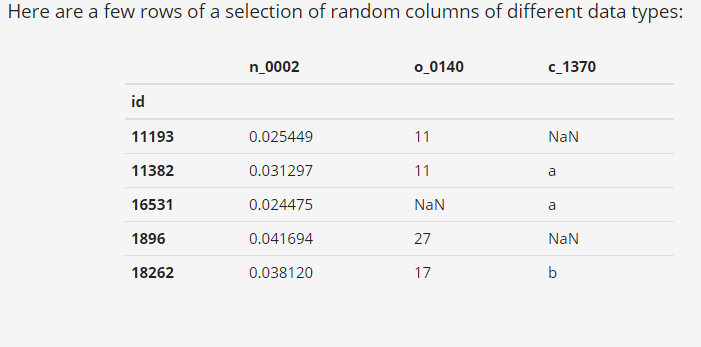 Here are a few rows of a selection of random columns of different data types:
n_0002 o_0140 c_1370
id
11193 0.025449 11 NaN
11382 0.031297 11 a
16531 0.024475 NaN a
1896 0.041694 27 NaN
18262 0.038120 17 b